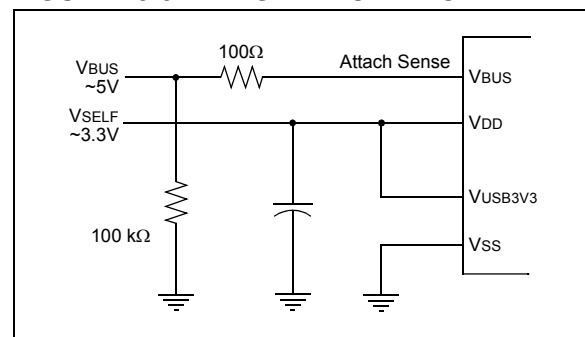 100Ω
Attach Sense
VBUS
~5V
VBUS
VSELF
~3.3V
VDD
100 kΩ
VUSB3V3
VSS